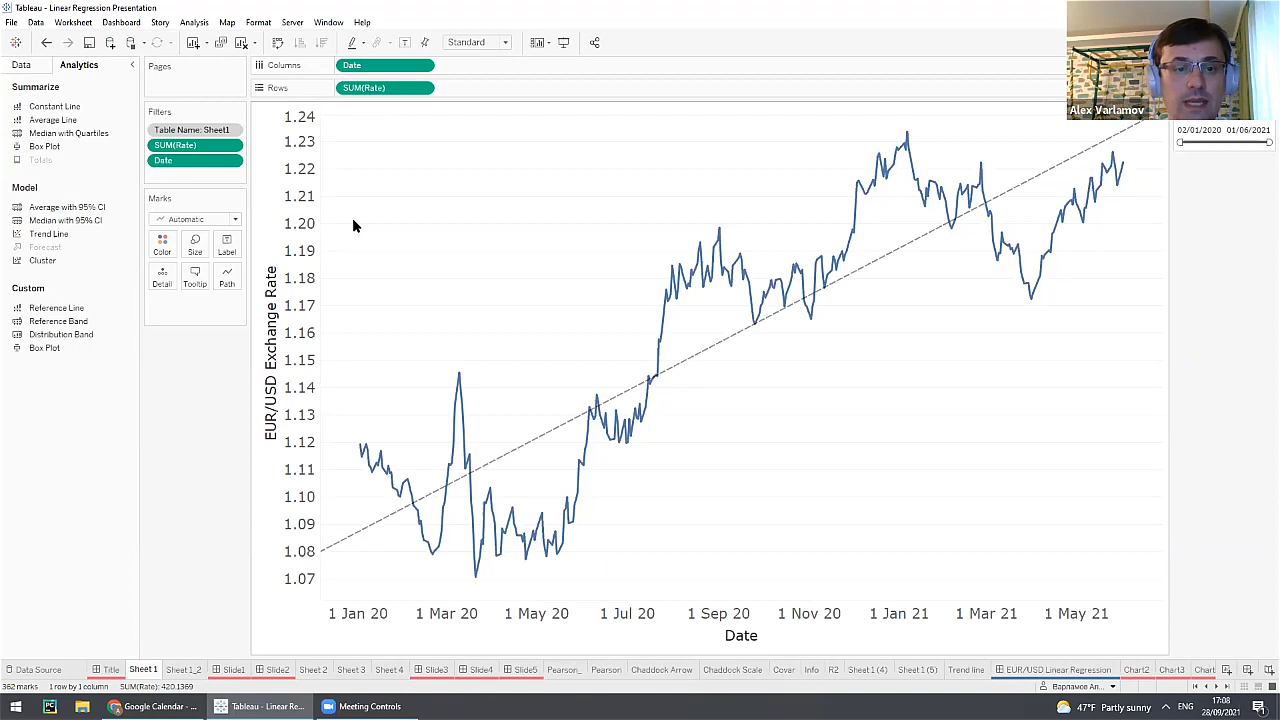 Tableau - Linear Regression Presentation
File Data Worksheet Dashboard Story Analysis Map Format Server Window Help
Standard
Data Analytics
Summarize
Constant Line
Average Line
Median with Quartiles
Box Plot
Totals
Model
Average with 95% CI
Median with 95% CI
Trend Line
Forecast
Cluster
Custom
Reference Line
Reference Band
Distribution Band
Box Plot
Pages
Filters
Table Name: Sheet1
SUM(Rate)
Date
Marks
Automatic
Color Size Label
Detail Tooltip Path
Columns Date
Rows SUM(Rate)
Alex Varlamov
02/01/2020 01/06/2021
EUR/USD Exchange Rate
1.24
1.23
1.22
1.21
1.20
1.19
1.18
1.17
1.16
1.15
1.14
1.13
1.12
1.11
1.10
1.09
1.08
1.07
1 Jan 20 1 Mar 20 1 May 20 1 Jul 20 1 Sep 20 1 Nov 20 1 Jan 21 1 Mar 21 1 May 21
Date
Data Source Title Sheet 1 Sheet 1_2 Slide1 Slide2 Sheet 2 Sheet 3 Sheet 4 Slide3 Slide4 Slide5 Pearson_ Pearson Chaddock Arrow Chaddock Scale Covar Info R2 Sheet 1 (4) Sheet 1 (5) Trend line EUR/USD Linear Regression Chart2 Chart3 Chart
362 marks 1 row by 1 column SUM(Rate): 420.1369 Варламов Ал...
Google Calendar - ... Tableau - Linear Re... Meeting Controls 47°F Partly sunny ENG 17:08
28/09/2021